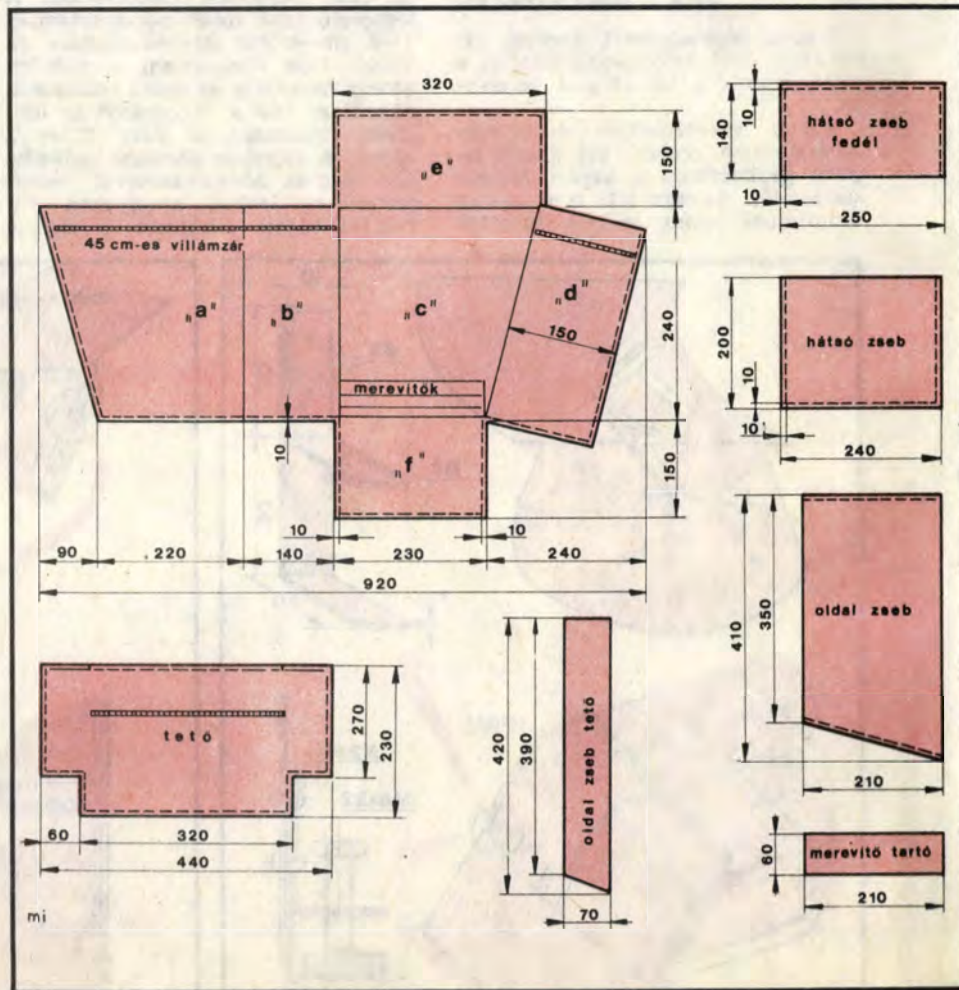 320
150
„e"
45 cm-es villámzár
„a"
„b"
„c"
„d"
150
240
merevítők
10
„f"
150
10
10
90
220
140
230
240
920
10
140
hátsó zseb
fedél
10
250
200
hátsó zseb
10
10
240
410
350
oldal zseb
210
60
merevítő tartó
210
270
230
tető
60
320
440
420
390
oldal zseb tető
70
mi